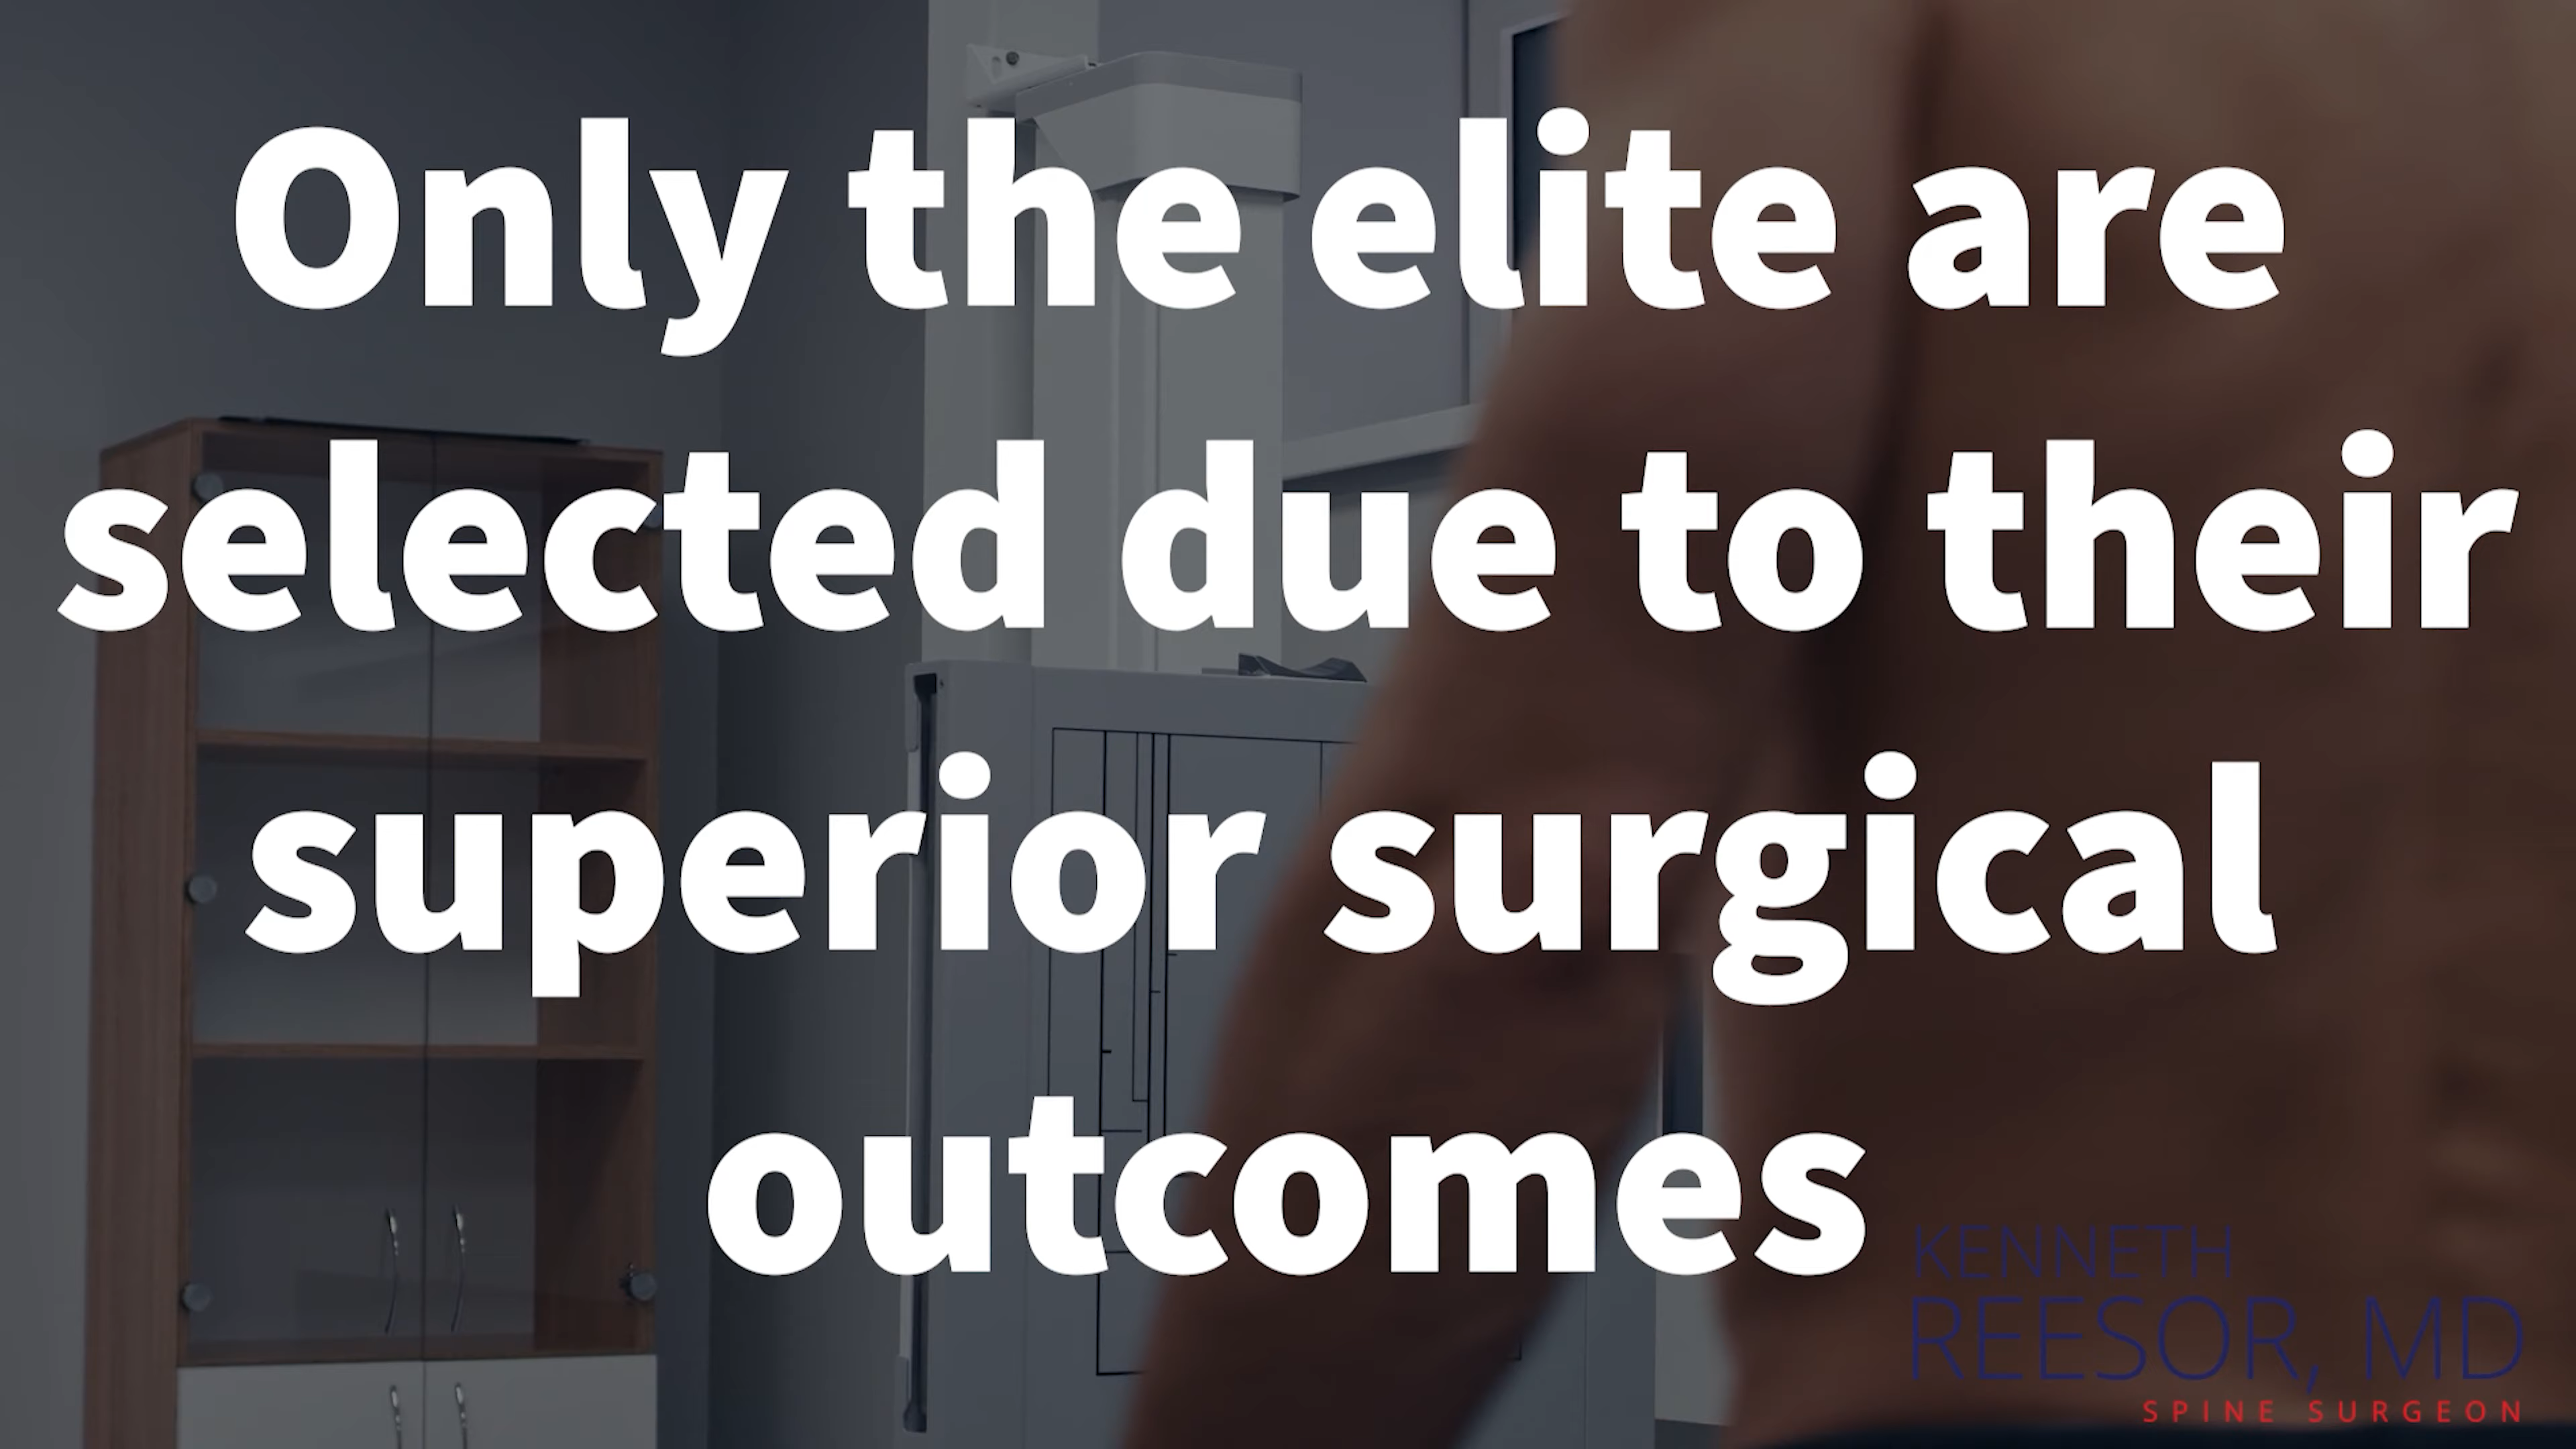 Only the elite are
selected due to their
superior surgical
outcomes
KENNETH
REESOR, MD
SPINE SURGEON